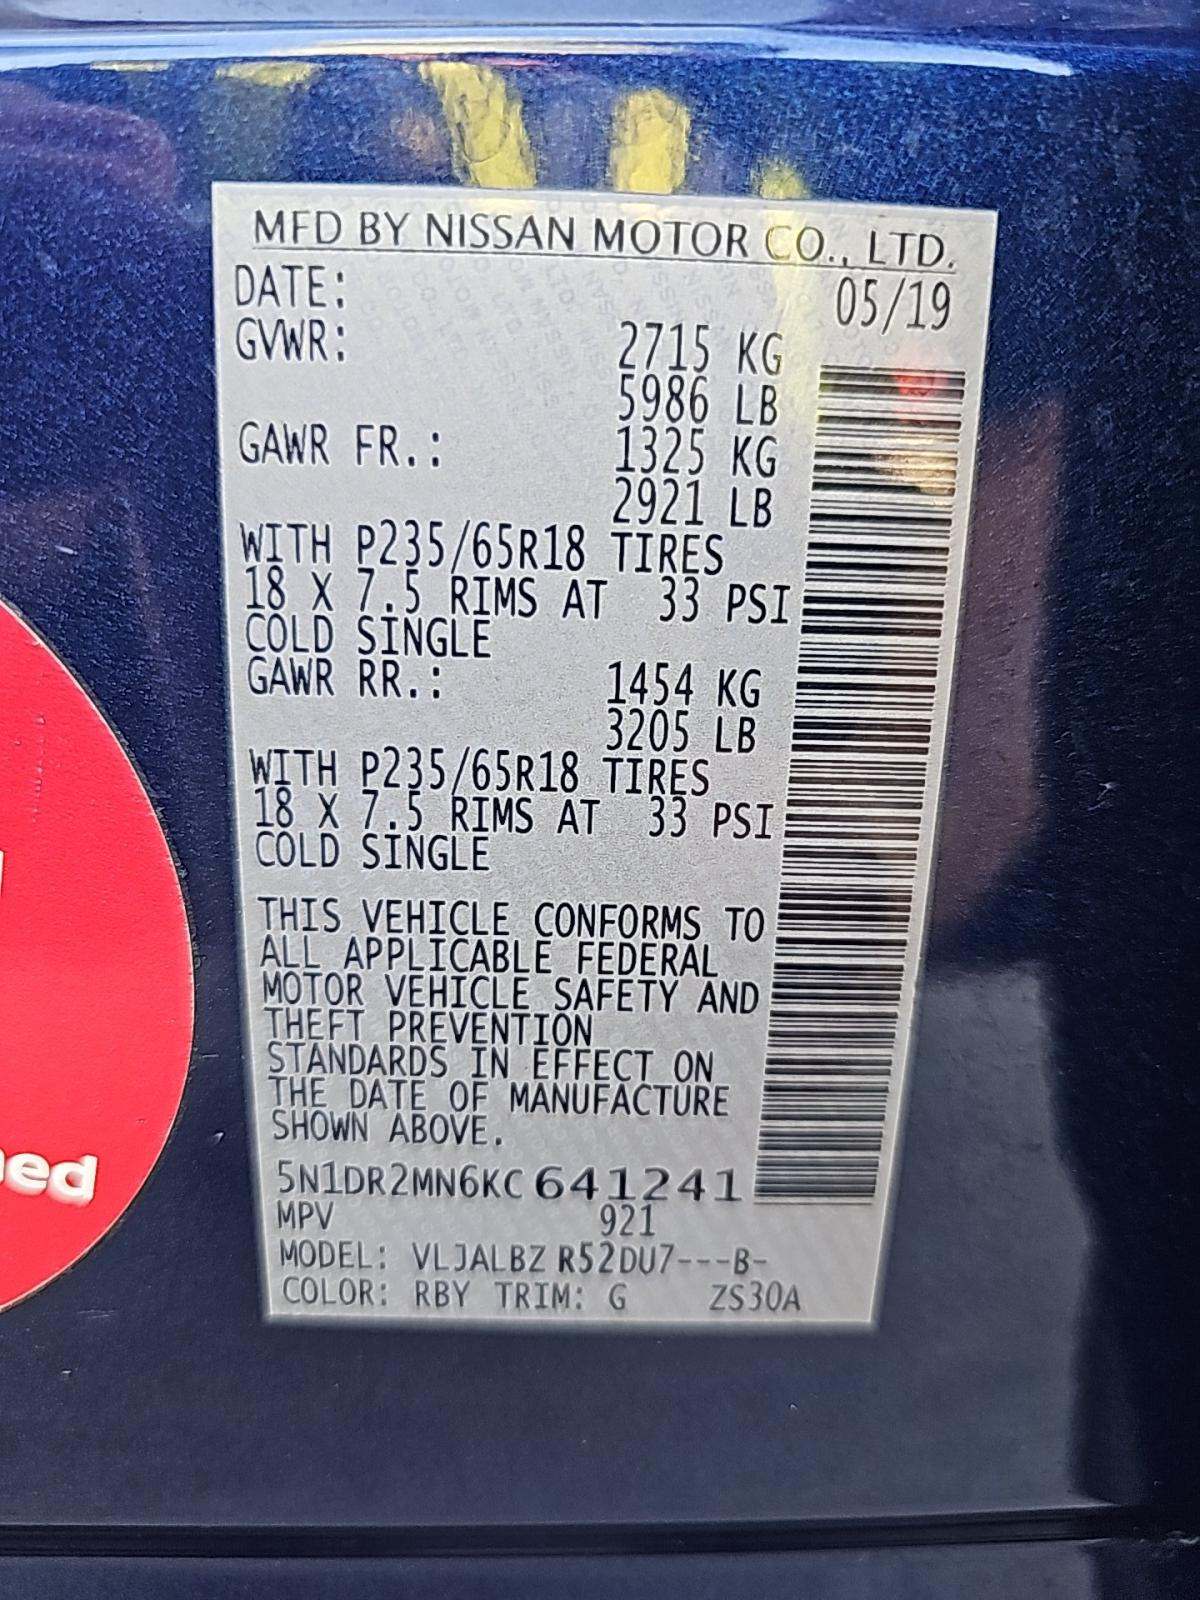 MFD BY NISSAN MOTOR CO., LTD.
DATE: 05/19
GVWR: 2715 KG
5986 LB
GAWR FR.: 1325 KG
2921 LB
WITH P235/65R18 TIRES
18 X 7.5 RIMS AT 33 PSI
COLD SINGLE
GAWR RR.: 1454 KG
3205 LB
WITH P235/65R18 TIRES
18 X 7.5 RIMS AT 33 PSI
COLD SINGLE
THIS VEHICLE CONFORMS TO
ALL APPLICABLE FEDERAL
MOTOR VEHICLE SAFETY AND
THEFT PREVENTION
STANDARDS IN EFFECT ON
THE DATE OF MANUFACTURE
SHOWN ABOVE.
5N1DR2MN6KC641241
MPV 921
MODEL: VLJALBZ R52DU7---B-
COLOR: RBY TRIM: G ZS30A